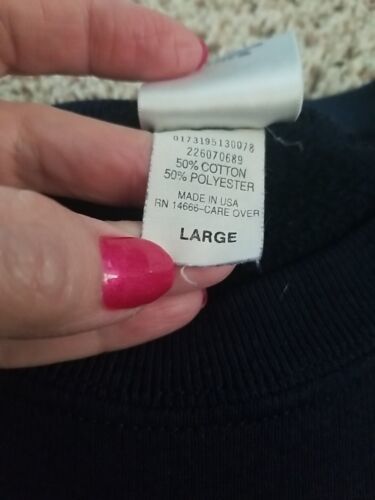 0173195130078
226070689
50% COTTON
50% POLYESTER
MADE IN USA
RN 14666-CARE OVER
LARGE